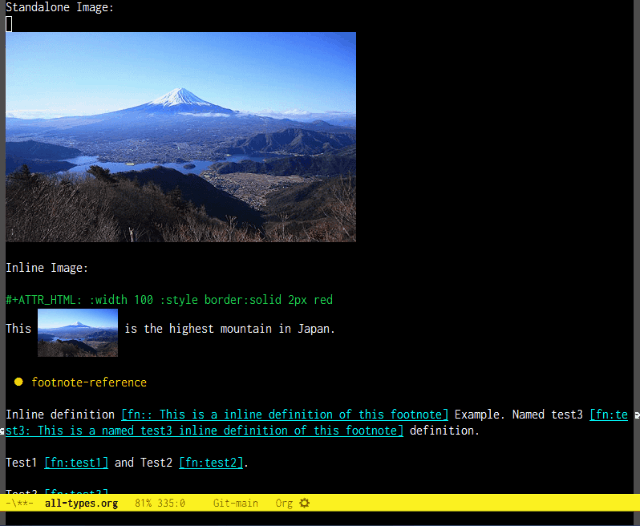 Standalone Image:
Inline Image:
#+ATTR_HTML: :width 100 :style border:solid 2px red
This is the highest mountain in Japan.
footnote-reference
Inline definition [fn:: This is a inline definition of this footnote] Example. Named test3 [fn:te
st3: This is a named test3 inline definition of this footnote] definition.
Test1 [fn:test1] and Test2 [fn:test2].
Test3 [fn:test3]
-\**- all-types.org 81% 335:0 Git-main Org